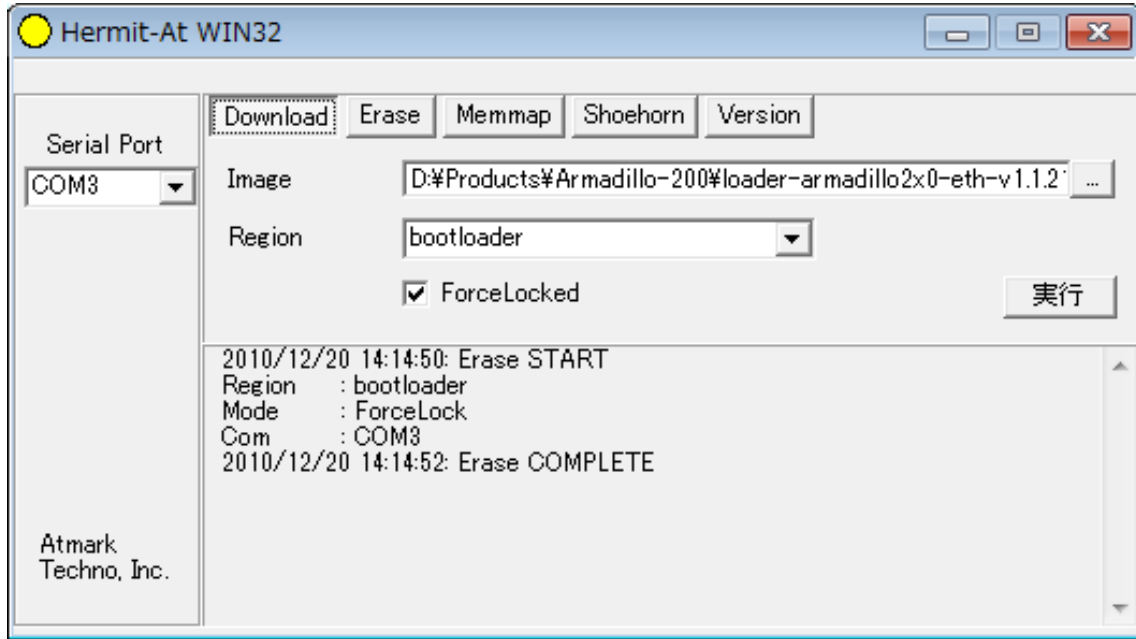 Hermit-At WIN32
Download Erase Memmap Shoehorn Version
Serial Port
COM3
Image D:¥Products¥Armadillo-200¥loader-armadillo2x0-eth-v1.1.21 ...
Region bootloader
ForceLocked 実行
2010/12/20 14:14:50: Erase START
Region : bootloader
Mode : ForceLock
Com : COM3
2010/12/20 14:14:52: Erase COMPLETE
Atmark
Techno, Inc.